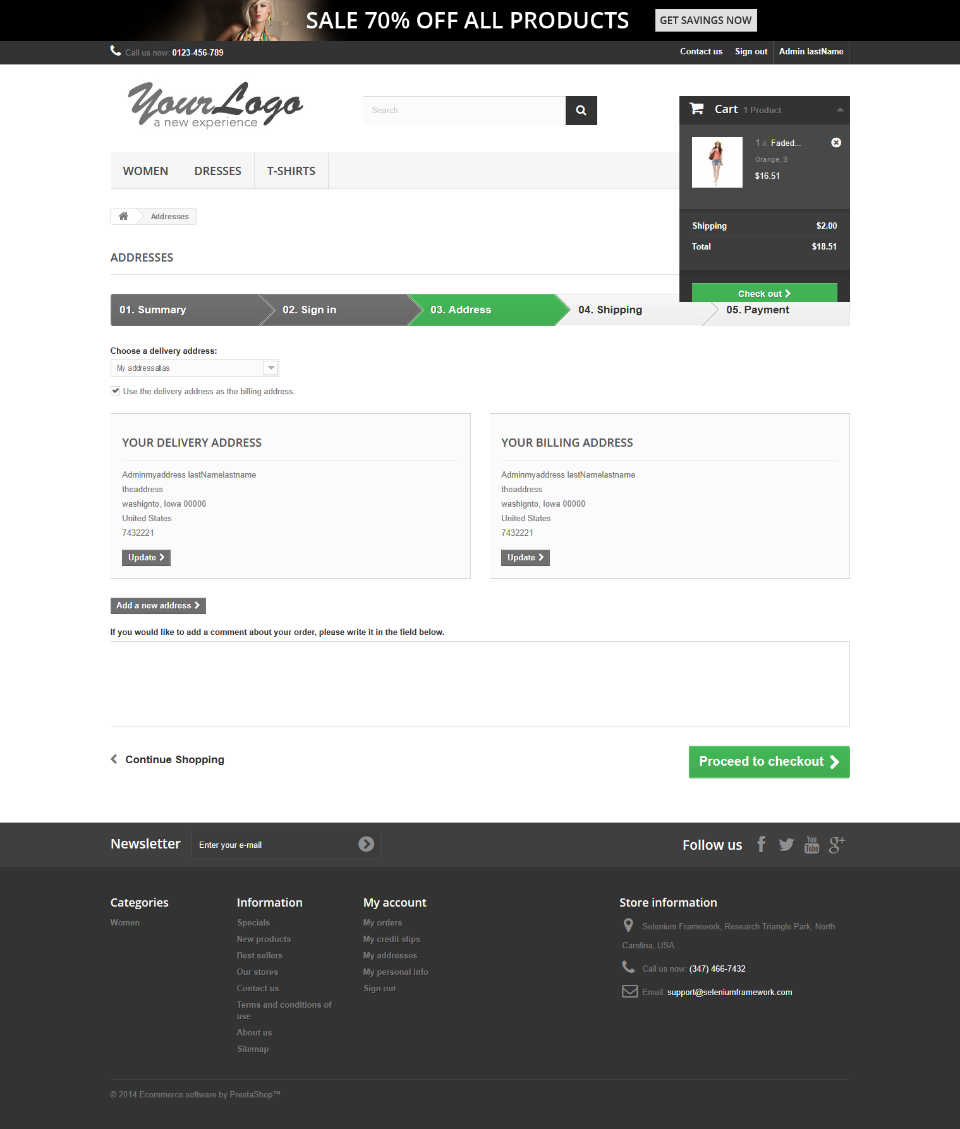 SALE 70% OFF ALL PRODUCTS GET SAVINGS NOW
Call us now: 0123-456-789 Contact us Sign out Admin lastName
YourLogo
a new experience
Search
Cart 1 Product
1 x Faded...
Orange, S
$16.51
WOMEN DRESSES T-SHIRTS
Shipping $2.00
Total $18.51
Check out
Addresses
ADDRESSES
01. Summary 02. Sign in 03. Address 04. Shipping 05. Payment
Choose a delivery address:
My addressalias
Use the delivery address as the billing address.
YOUR DELIVERY ADDRESS
Adminmyaddress lastNamelastname
theaddress
washignto, Iowa 00000
United States
7432221
Update
YOUR BILLING ADDRESS
Adminmyaddress lastNamelastname
theaddress
washignto, Iowa 00000
United States
7432221
Update
Add a new address
If you would like to add a comment about your order, please write it in the field below.
Continue Shopping Proceed to checkout
Newsletter Enter your e-mail Follow us
You
Tube
Categories
Women
Information
Specials
New products
Best sellers
Our stores
Contact us
Terms and conditions of
use
About us
Sitemap
My account
My orders
My credit slips
My addresses
My personal info
Sign out
Store information
Selenium Framework, Research Triangle Park, North
Carolina, USA
Call us now: (347) 466-7432
Email: support@seleniumframework.com
© 2014 Ecommerce software by PrestaShop™